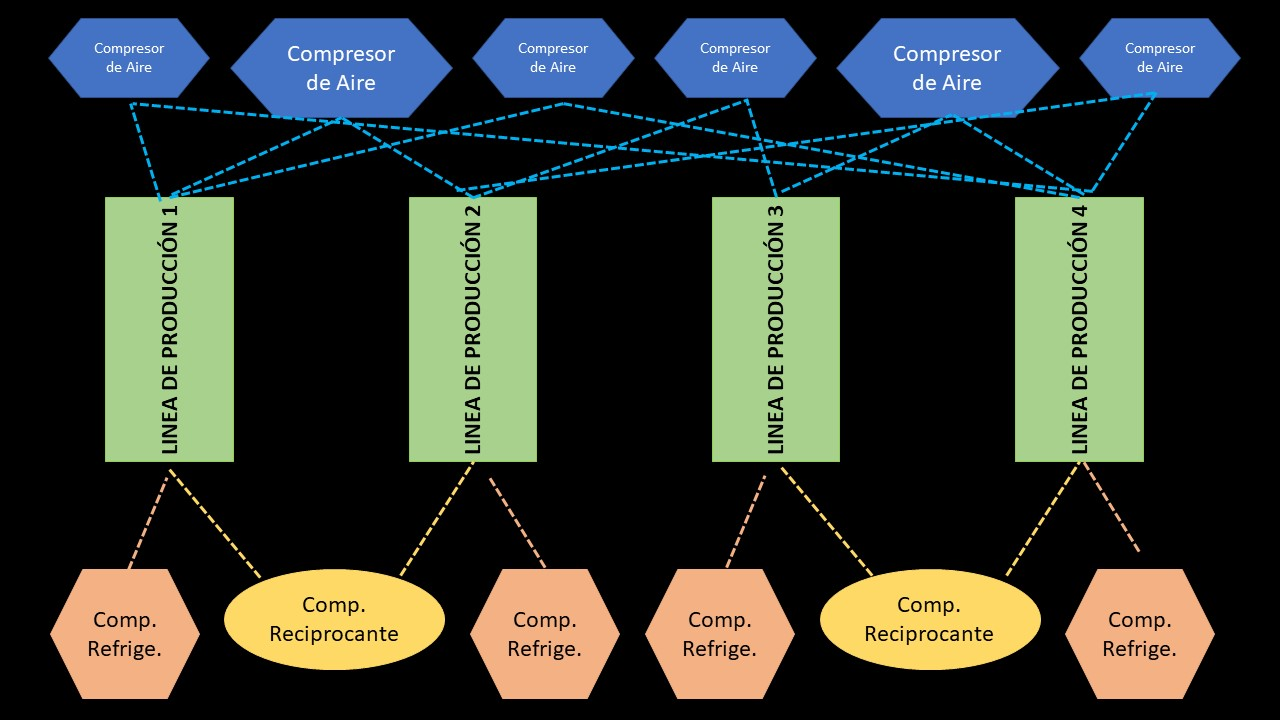 Compresor
de Aire
Compresor
de Aire
Compresor
de Aire
Compresor
de Aire
Compresor
de Aire
Compresor
de Aire
LINEA DE PRODUCCIÓN 1
LINEA DE PRODUCCIÓN 2
LINEA DE PRODUCCIÓN 3
LINEA DE PRODUCCIÓN 4
Comp.
Refrige.
Comp.
Reciprocante
Comp.
Refrige.
Comp.
Refrige.
Comp.
Reciprocante
Comp.
Refrige.